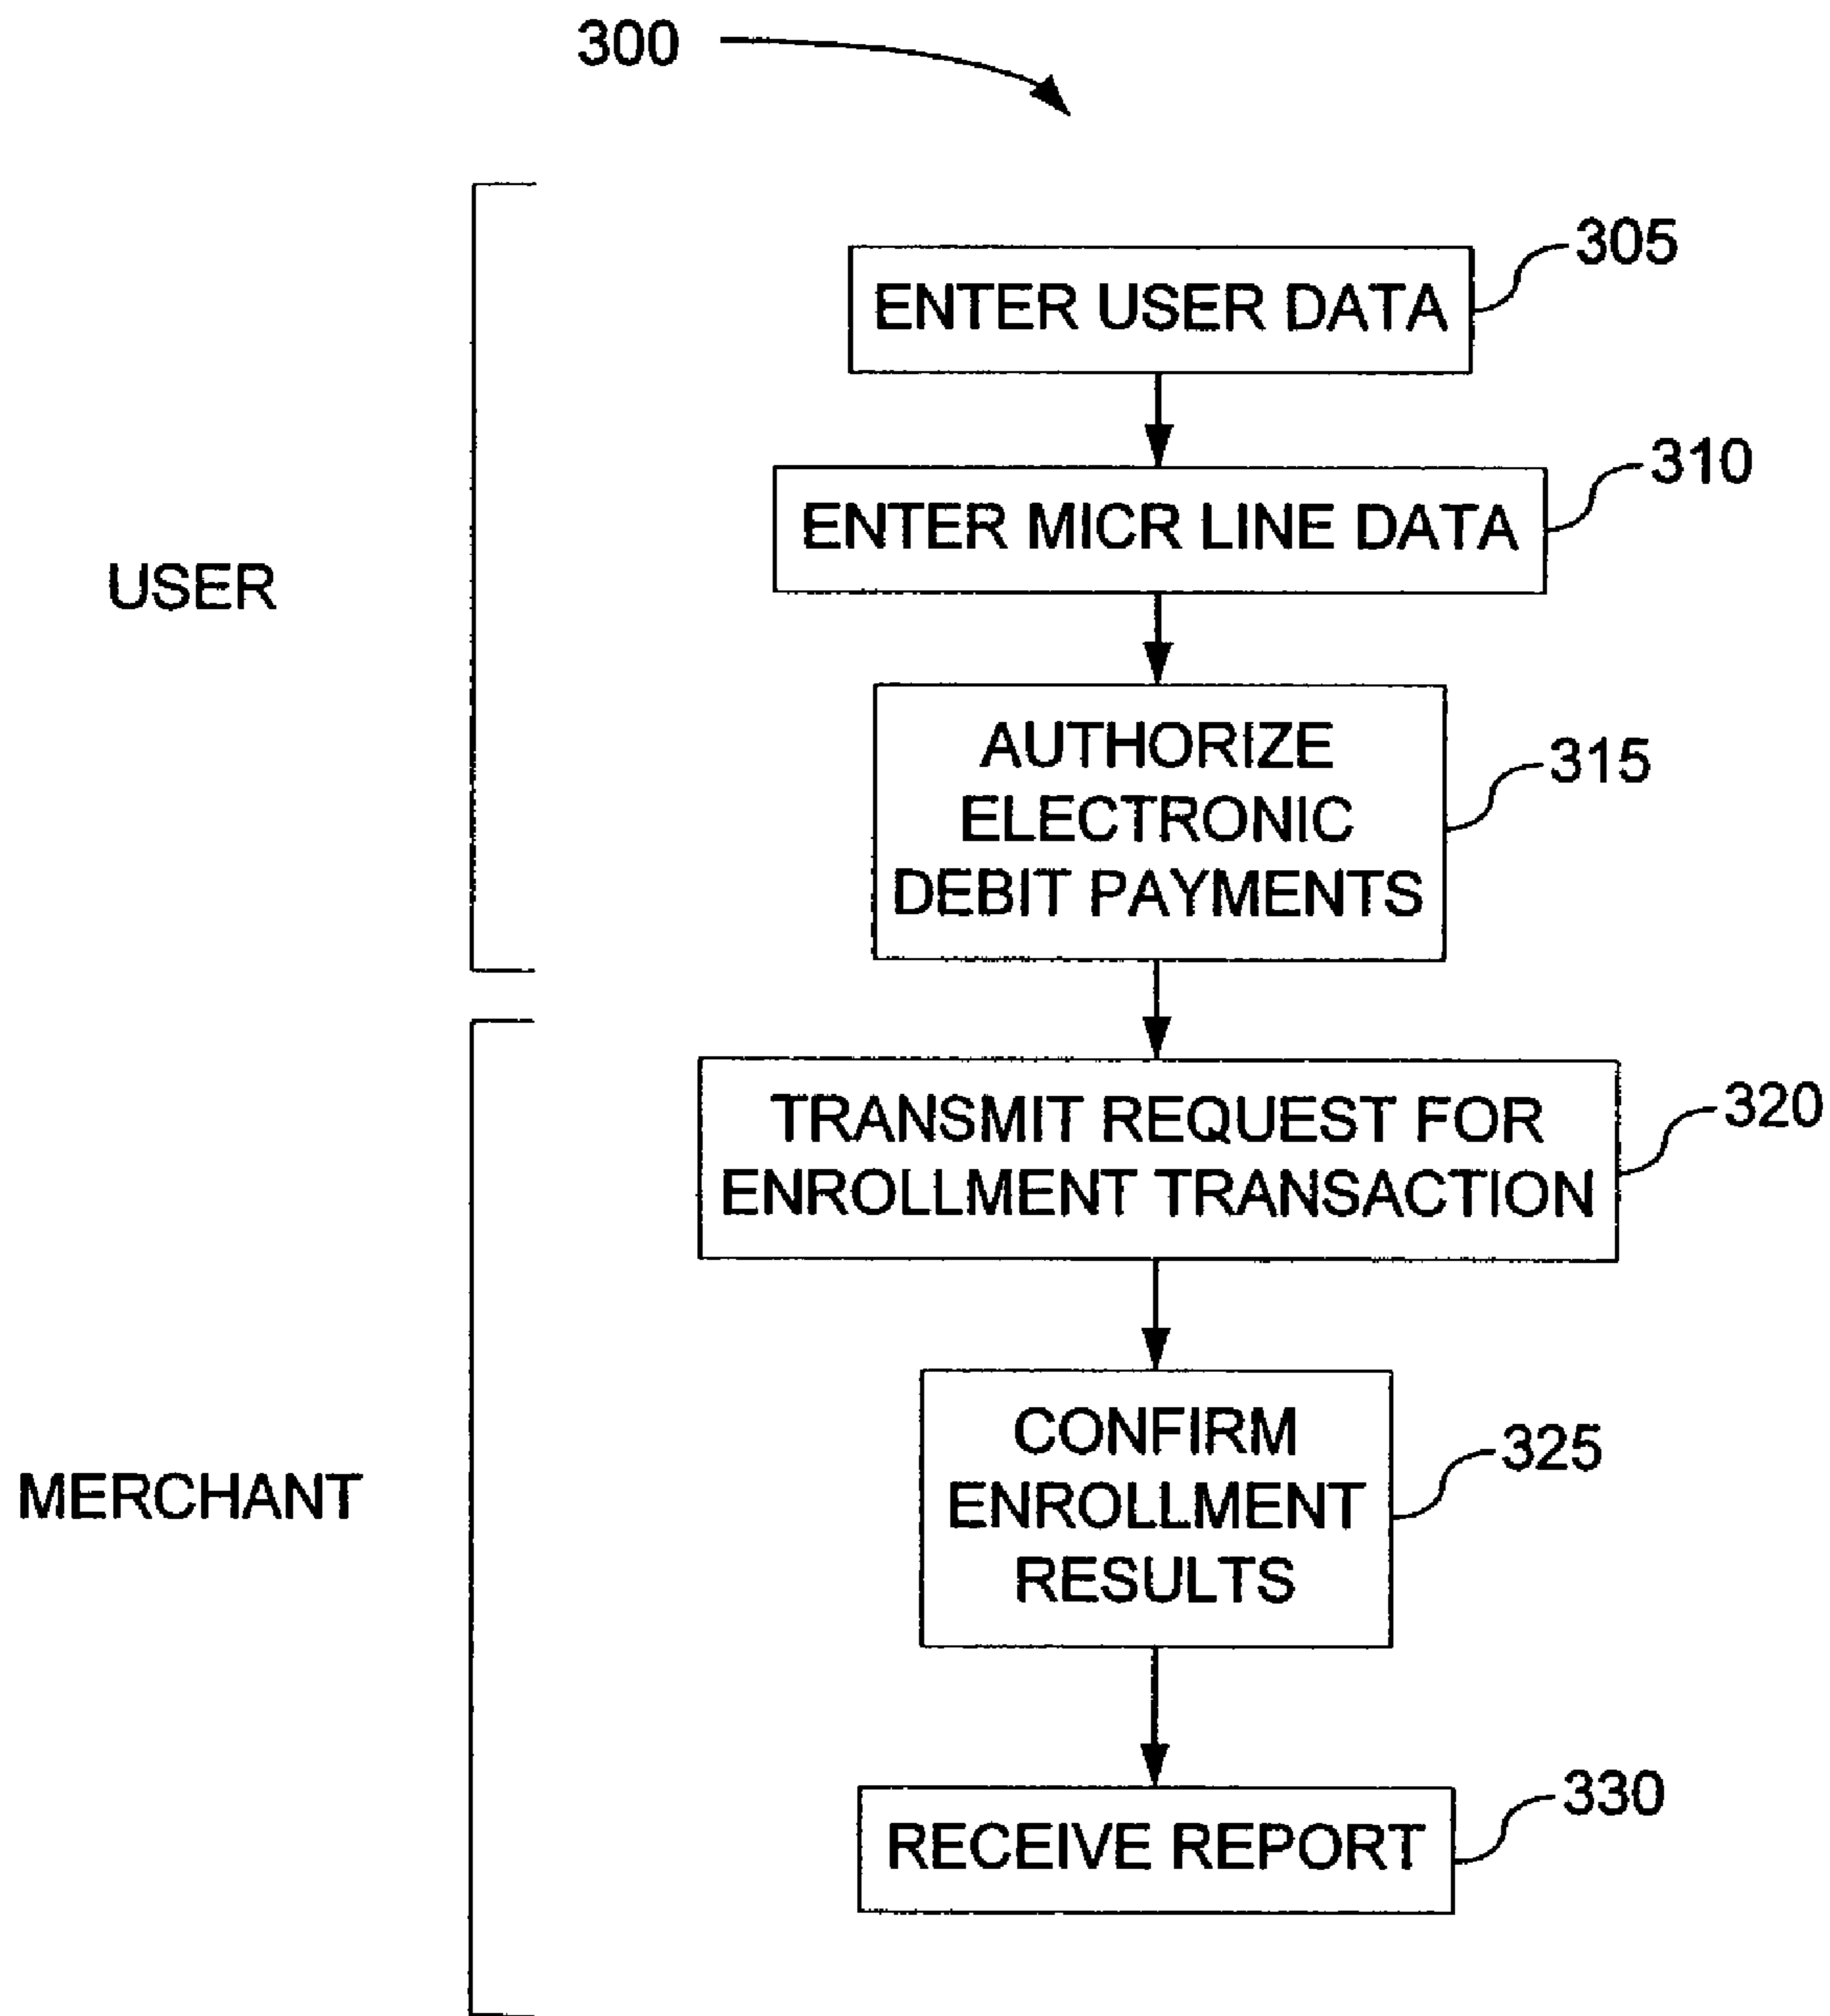 300
305
ENTER USER DATA
310
ENTER MICR LINE DATA
USER
315
AUTHORIZE
ELECTRONIC
DEBIT PAYMENTS
320
TRANSMIT REQUEST FOR
ENROLLMENT TRANSACTION
325
CONFIRM
ENROLLMENT
RESULTS
MERCHANT
330
RECEIVE REPORT